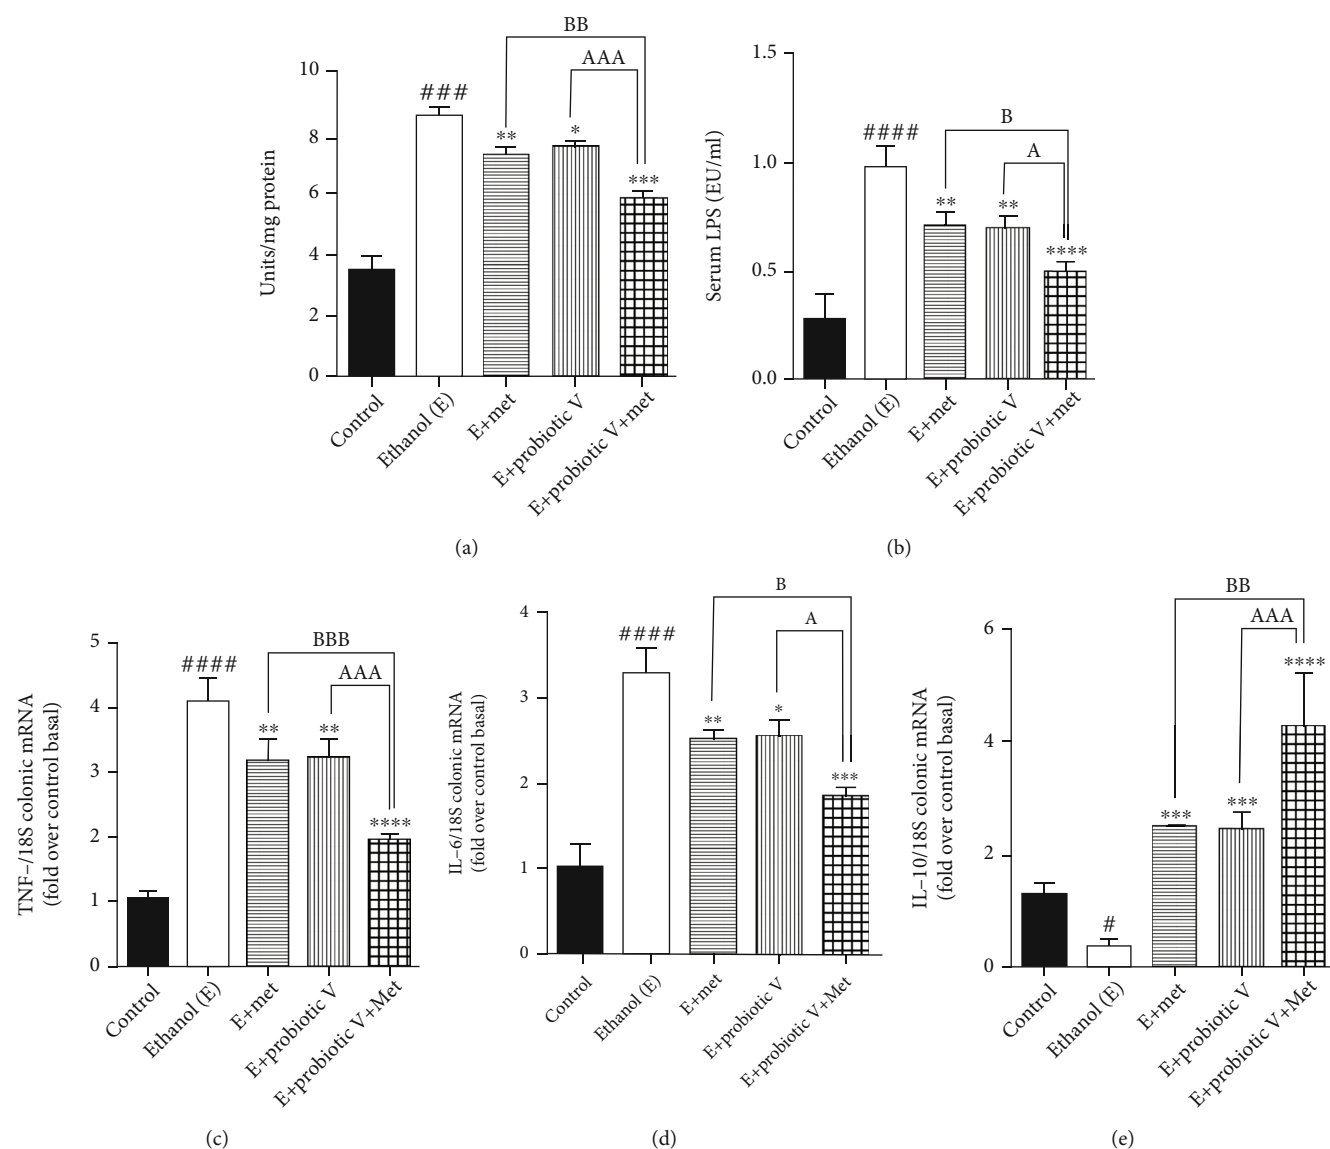 BB
AAA
###
**
*
***
10
8
6
4
2
0
Units/mg protein
Control
Ethanol (E)
E+met
E+probiotic V
E+probiotic V+met
(a)
B
A
####
**
**
****
1.5
1.0
0.5
0.0
Serum LPS (EU/ml)
Control
Ethanol (E)
E+met
E+probiotic V
E+probiotic V+met
(b)
BBB
AAA
####
**
**
****
5
4
3
2
1
0
TNF–/18S colonic mRNA
(fold over control basal)
Control
Ethanol (E)
E+met
E+probiotic V
E+probiotic V+Met
(c)
B
A
####
**
*
***
4
3
2
1
0
IL–6/18S colonic mRNA
(fold over control basal)
Control
Ethanol (E)
E+met
E+probiotic V
E+probiotic V+Met
(d)
BB
AAA
****
***
***
#
6
4
2
0
IL–10/18S colonic mRNA
(fold over control basal)
Control
Ethanol (E)
E+met
E+probiotic V
E+probiotic V+Met
(e)